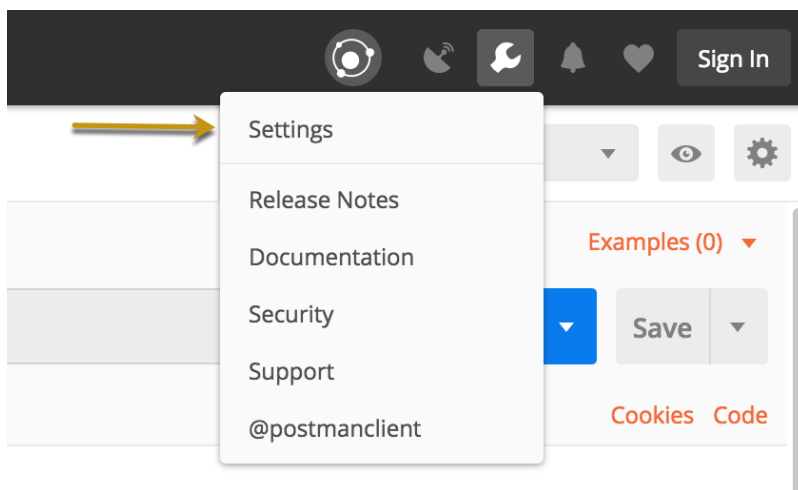 Sign In
Settings
Release Notes
Examples (0)
Documentation
Security
Save
Support
Cookies Code
@postmanclient